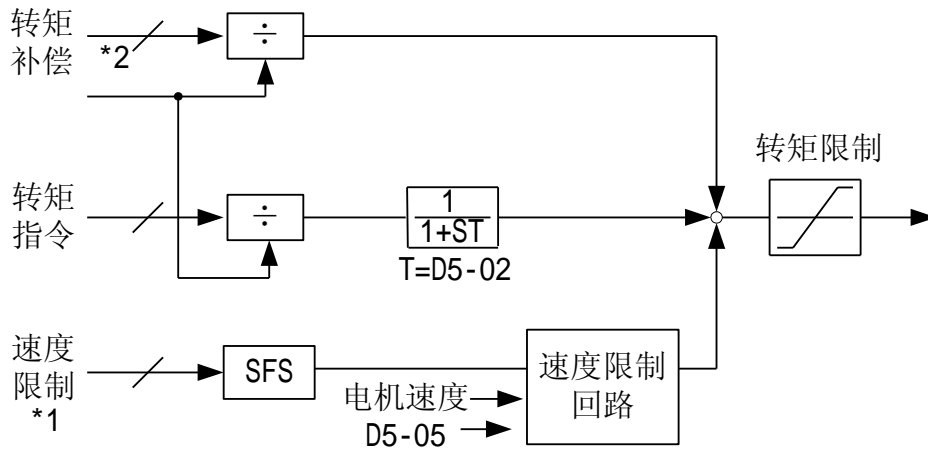 转矩
补偿
*2
÷
转矩限制
转矩
指令
÷
1
1+ST
T=D5-02
速度
限制
*1
SFS
速度限制
回路
电机速度
D5-05